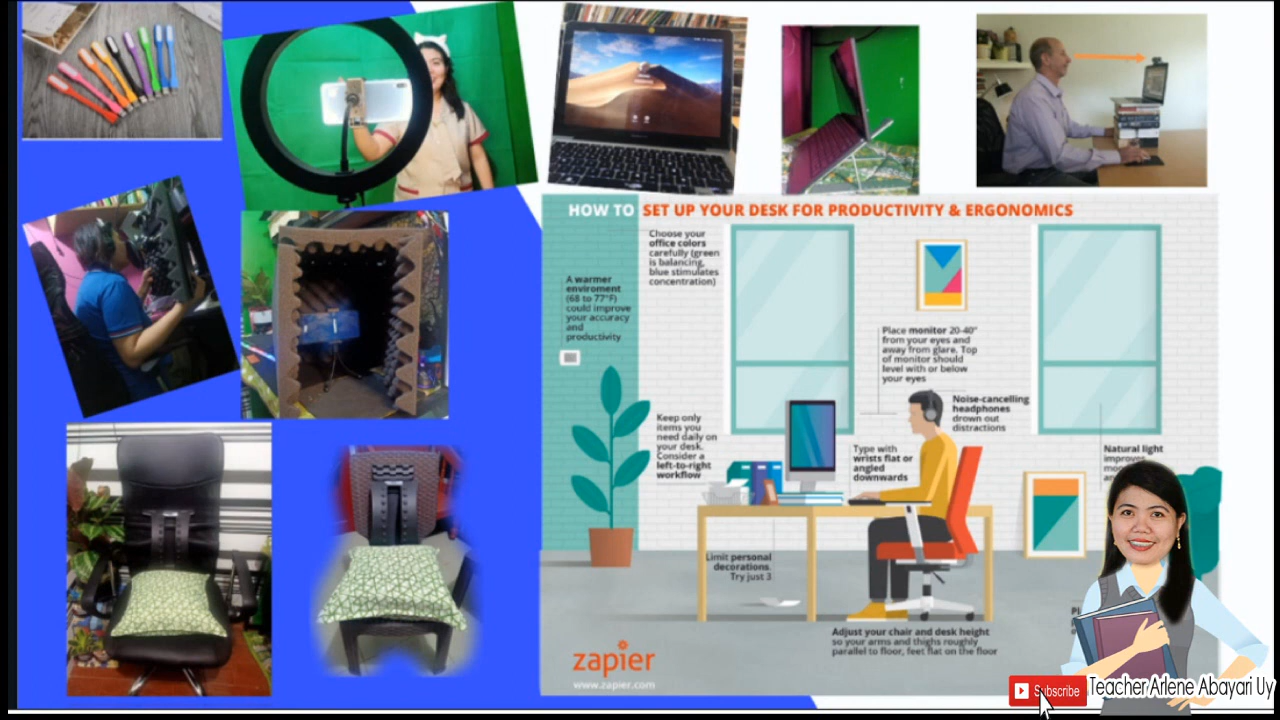 HOW TO SET UP YOUR DESK FOR PRODUCTIVITY & ERGONOMICS
Choose your
office colors
carefully (green
is balancing,
blue stimulates
concentration)
A warmer
enviroment
(68 to 77°F)
could improve
your accuracy
and
productivity
Place monitor 20-40"
from your eyes and
away from glare. Top
of monitor should
level with or below
your eyes
Noise-cancelling
headphones
drown out
distractions
Keep only
items you
need daily on
your desk.
Consider a
left-to-right
workflow
Type with
wrists flat or
angled
downwards
Natural light
Limit personal
decorations.
Try just 3
Adjust your chair and desk height
so your arms and thighs roughly
parallel to floor, feet flat on the floor
zapier
www.zapier.com
Subscribe
Teacher Arlene Abayari Uy